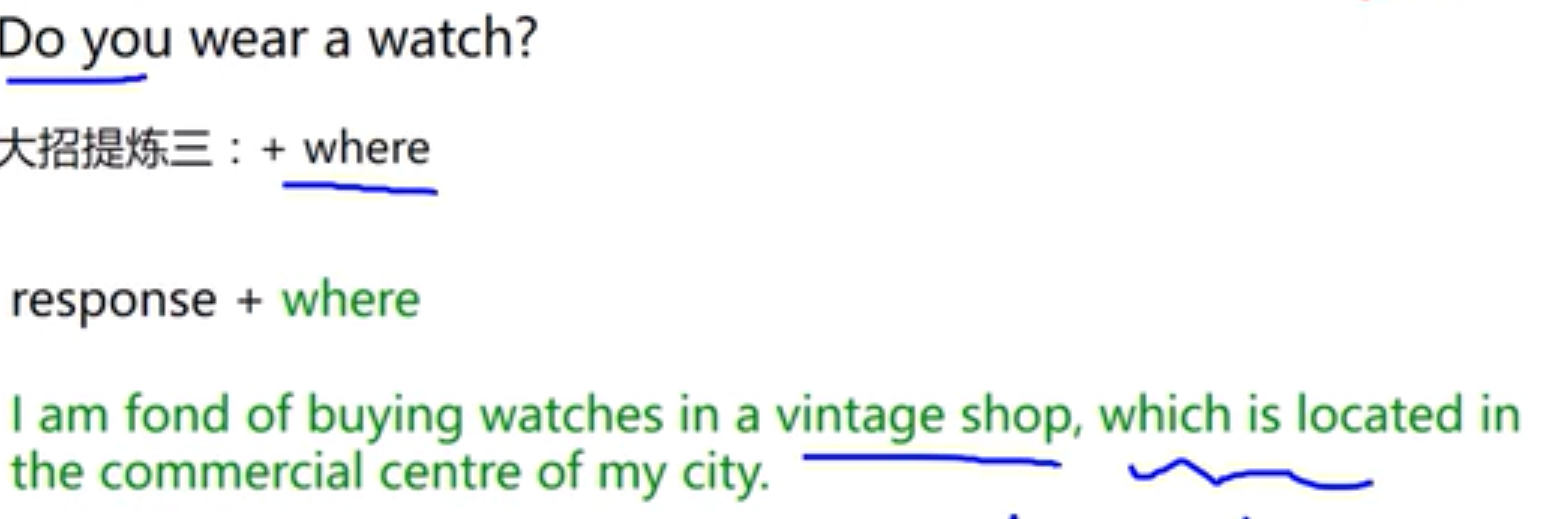 Do you wear a watch?
大招提炼三：+ where
response + where
I am fond of buying watches in a vintage shop, which is located in
the commercial centre of my city.